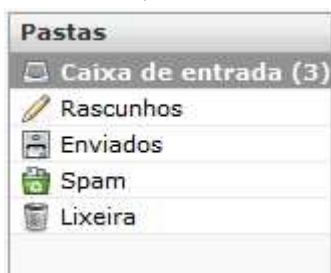 Pastas
Caixa de entrada (3)
Rascunhos
Enviados
Spam
Lixeira